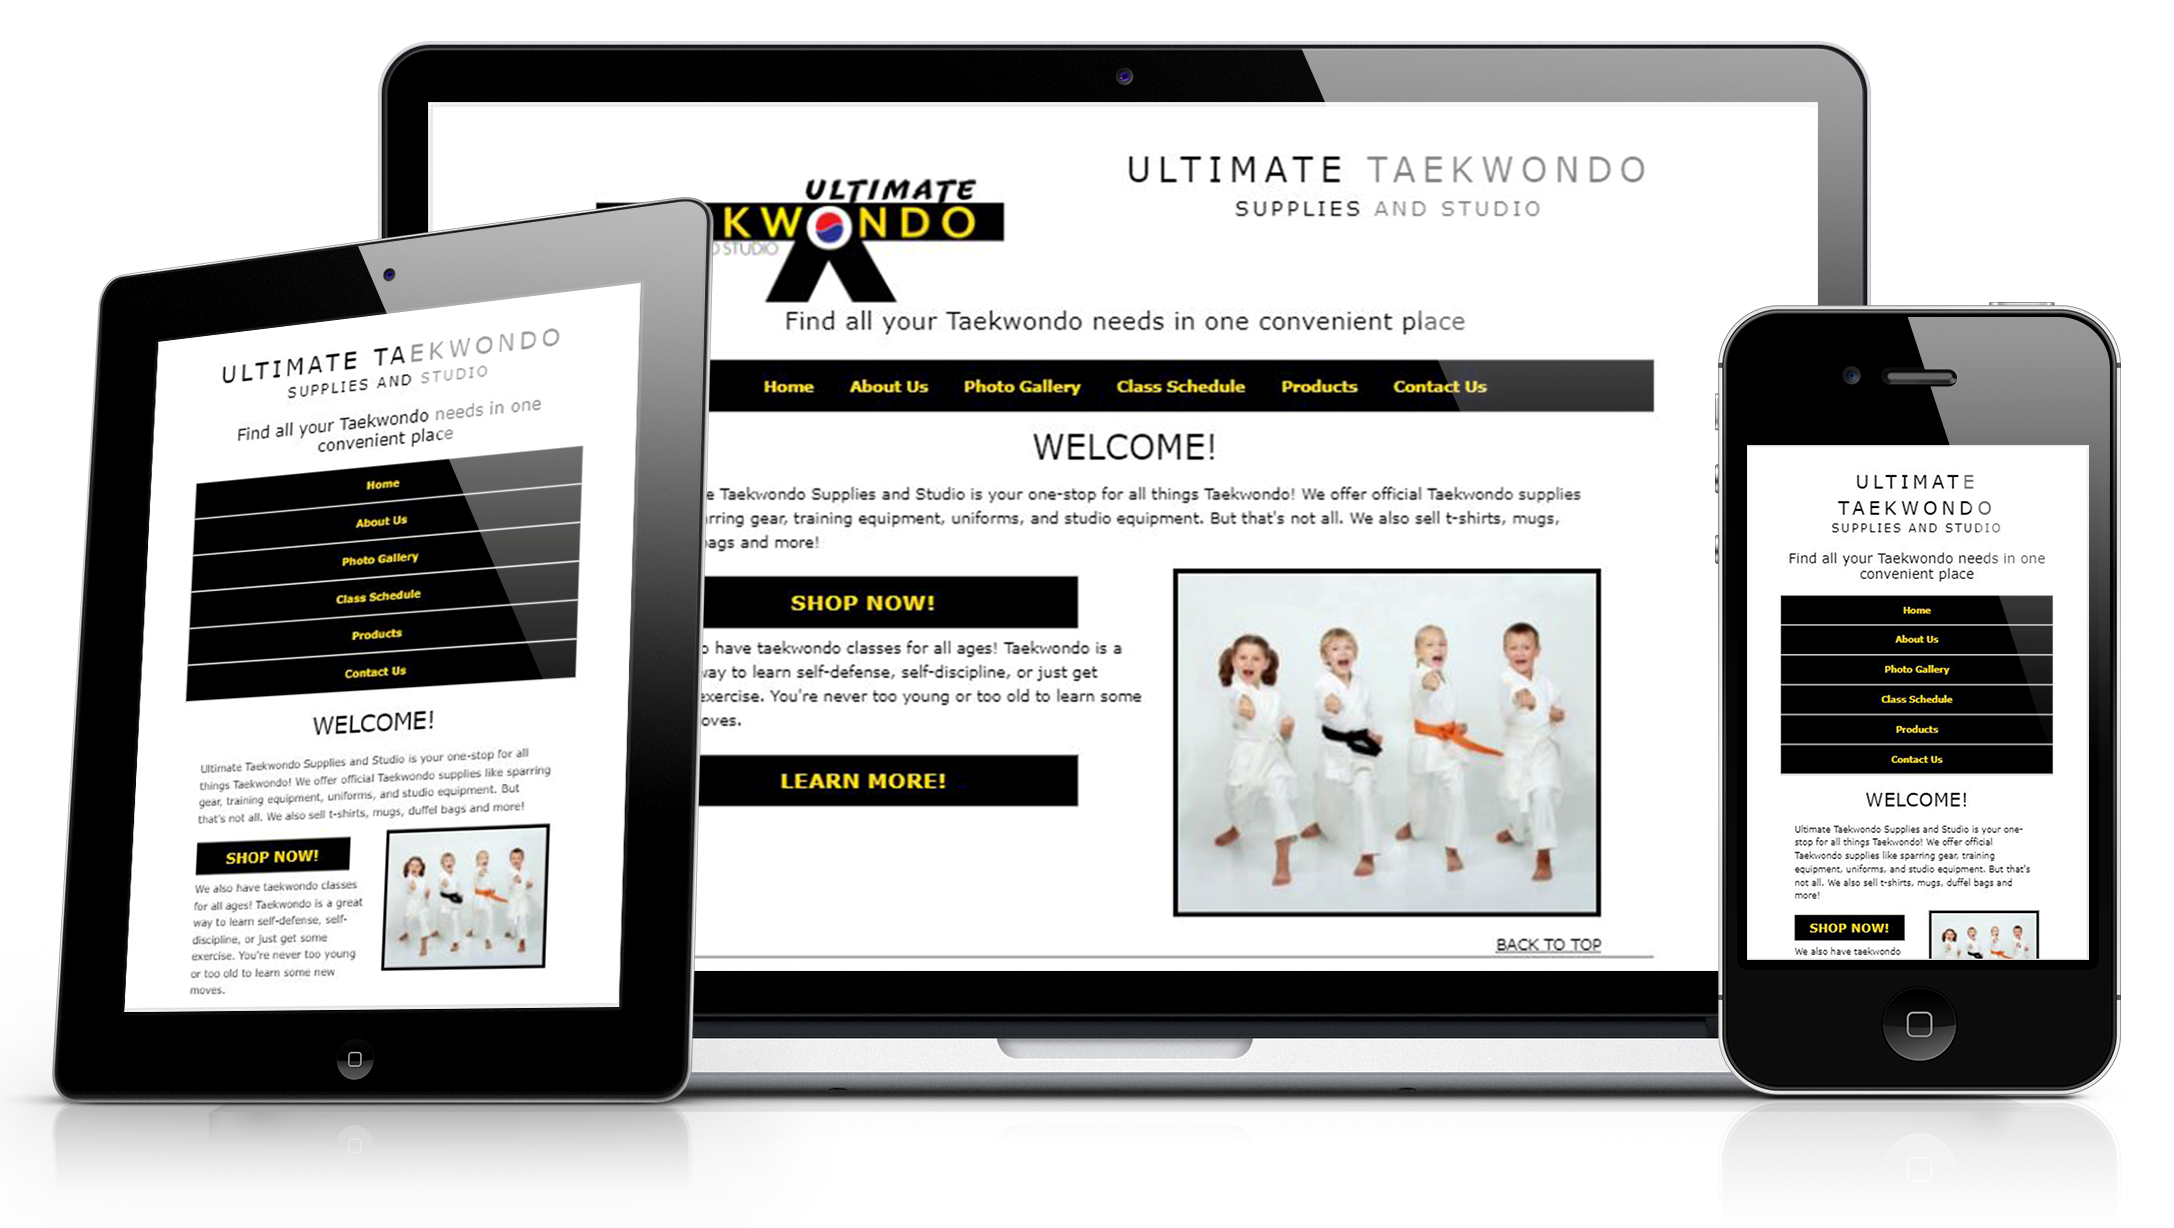 ULTIMATE TAEKWONDO
SUPPLIES AND STUDIO
Find all your Taekwondo needs in one
convenient place
Home
About Us
Photo Gallery
Class Schedule
Products
Contact Us
WELCOME!
Ultimate Taekwondo Supplies and Studio is your one-stop for all
things Taekwondo! We offer official Taekwondo supplies like sparring
gear, training equipment, uniforms, and studio equipment. But
that's not all. We also sell t-shirts, mugs, duffel bags and more!
SHOP NOW!
We also have taekwondo classes
for all ages! Taekwondo is a great
way to learn self-defense, self-
discipline, or just get some
exercise. You're never too young
or too old to learn some new
moves.
ULTIMATE
KWONDO
STUDIO
ULTIMATE TAEKWONDO
SUPPLIES AND STUDIO
Find all your Taekwondo needs in one convenient place
Home About Us Photo Gallery Class Schedule Products Contact Us
WELCOME!
Taekwondo Supplies and Studio is your one-stop for all things Taekwondo! We offer official Taekwondo supplies
gear, training equipment, uniforms, and studio equipment. But that's not all. We also sell t-shirts, mugs,
and more!
SHOP NOW!
have taekwondo classes for all ages! Taekwondo is a
way to learn self-defense, self-discipline, or just get
exercise. You're never too young or too old to learn some
LEARN MORE!
BACK TO TOP
ULTIMATE
TAEKWONDO
SUPPLIES AND STUDIO
Find all your Taekwondo needs in one
convenient place
Home
About Us
Photo Gallery
Class Schedule
Products
Contact Us
WELCOME!
Ultimate Taekwondo Supplies and Studio is your one-
stop for all things Taekwondo! We offer official
Taekwondo supplies like sparring gear, training
equipment, uniforms, and studio equipment. But that's
not all. We also sell t-shirts, mugs, duffel bags and
more!
SHOP NOW!
We also have taekwondo